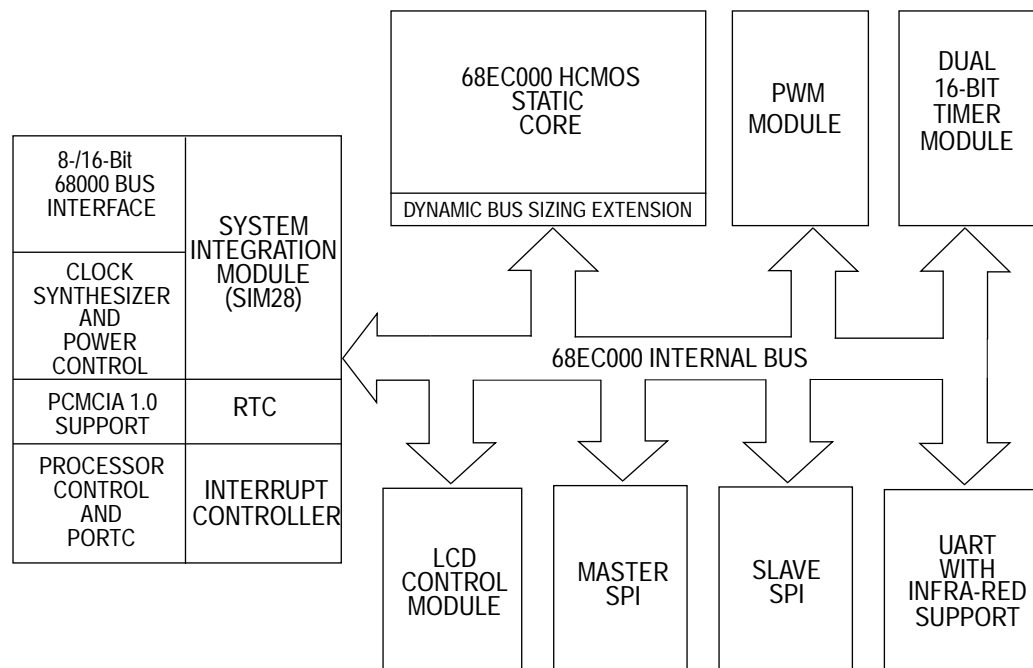 68EC000 HCMOS
STATIC
CORE
DYNAMIC BUS SIZING EXTENSION
PWM
MODULE
DUAL
16-BIT
TIMER
MODULE
8-/16-Bit
68000 BUS
INTERFACE
SYSTEM
INTEGRATION
MODULE
(SIM28)
CLOCK
SYNTHESIZER
AND
POWER
CONTROL
PCMCIA 1.0
SUPPORT
RTC
PROCESSOR
CONTROL
AND
PORTC
INTERRUPT
CONTROLLER
68EC000 INTERNAL BUS
LCD
CONTROL
MODULE
MASTER
SPI
SLAVE
SPI
UART
WITH
INFRA-RED
SUPPORT